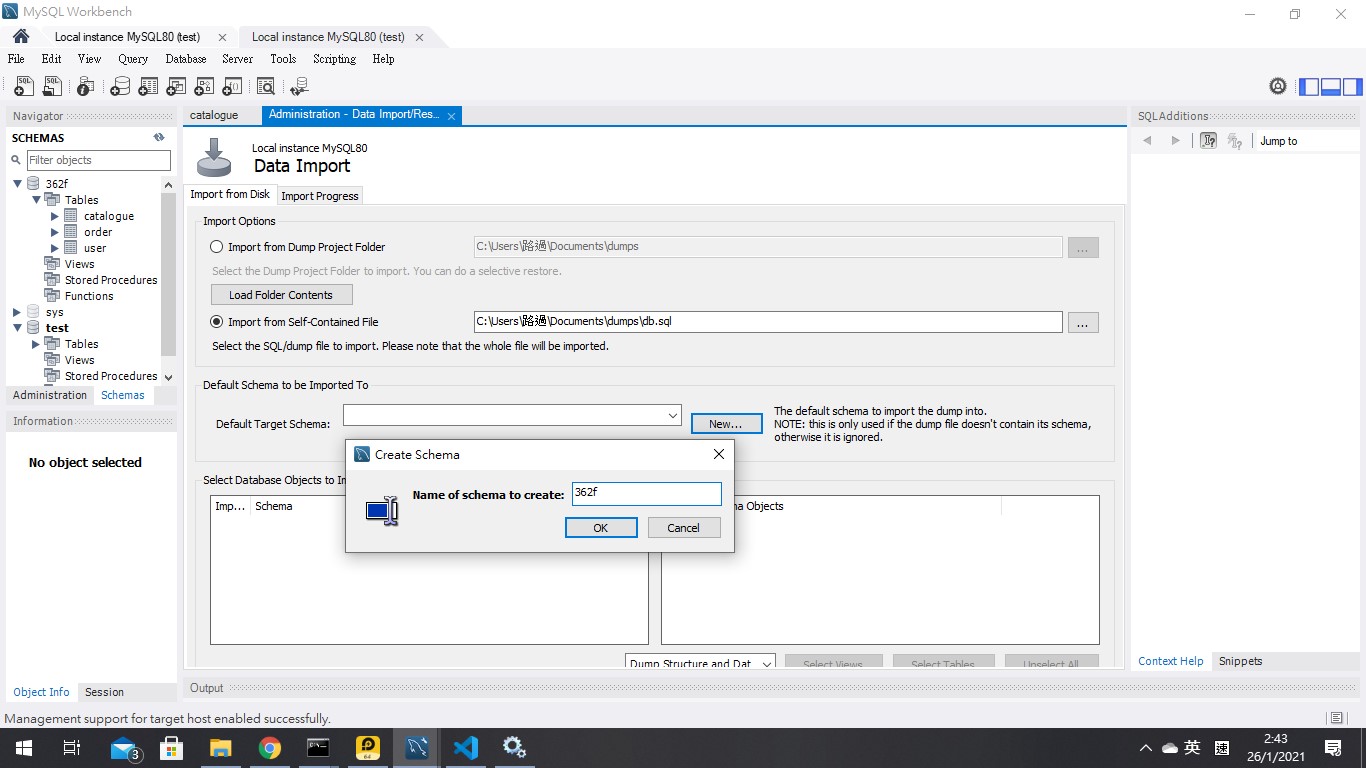 MySQL Workbench
Local instance MySQL80 (test)
Local instance MySQL80 (test)
File Edit View Query Database Server Tools Scripting Help
Navigator
SCHEMAS
Filter objects
362f
Tables
catalogue
order
user
Views
Stored Procedures
Functions
sys
test
Tables
Views
Stored Procedures
Administration Schemas
Information
No object selected
Object Info Session
catalogue
Administration - Data Import/Res...
Local instance MySQL80
Data Import
Import from Disk Import Progress
Import Options
Import from Dump Project Folder
C:\Users\路過\Documents\dumps
...
Select the Dump Project Folder to import. You can do a selective restore.
Load Folder Contents
Import from Self-Contained File
C:\Users\路過\Documents\dumps\db.sql
...
Select the SQL/dump file to import. Please note that the whole file will be imported.
Default Schema to be Imported To
Default Target Schema:
New...
The default schema to import the dump into.
NOTE: this is only used if the dump file doesn't contain its schema,
otherwise it is ignored.
Create Schema
Name of schema to create:
362f
OK
Cancel
Select Database Objects to Im
Imp... Schema
ma Objects
Dump Structure and Dat
Select Views
Select Tables
Unselect All
Output
SQLAdditions
Jump to
Context Help Snippets
Management support for target host enabled successfully.
3
英
速
2:43
26/1/2021